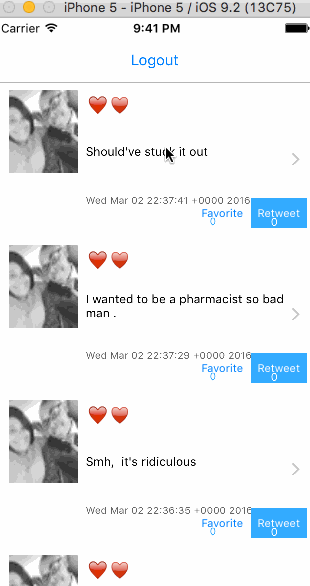 iPhone 5 - iPhone 5 / iOS 9.2 (13C75)
Carrier 9:41 PM
Logout
❤️❤️
Should've stuck it out
Wed Mar 02 22:37:41 +0000 2016
Favorite Retweet
0 0
❤️❤️
I wanted to be a pharmacist so bad
man .
Wed Mar 02 22:37:29 +0000 2016
Favorite Retweet
0 0
❤️❤️
Smh, it's ridiculous
Wed Mar 02 22:36:35 +0000 2016
Favorite Retweet
0 0
❤️❤️